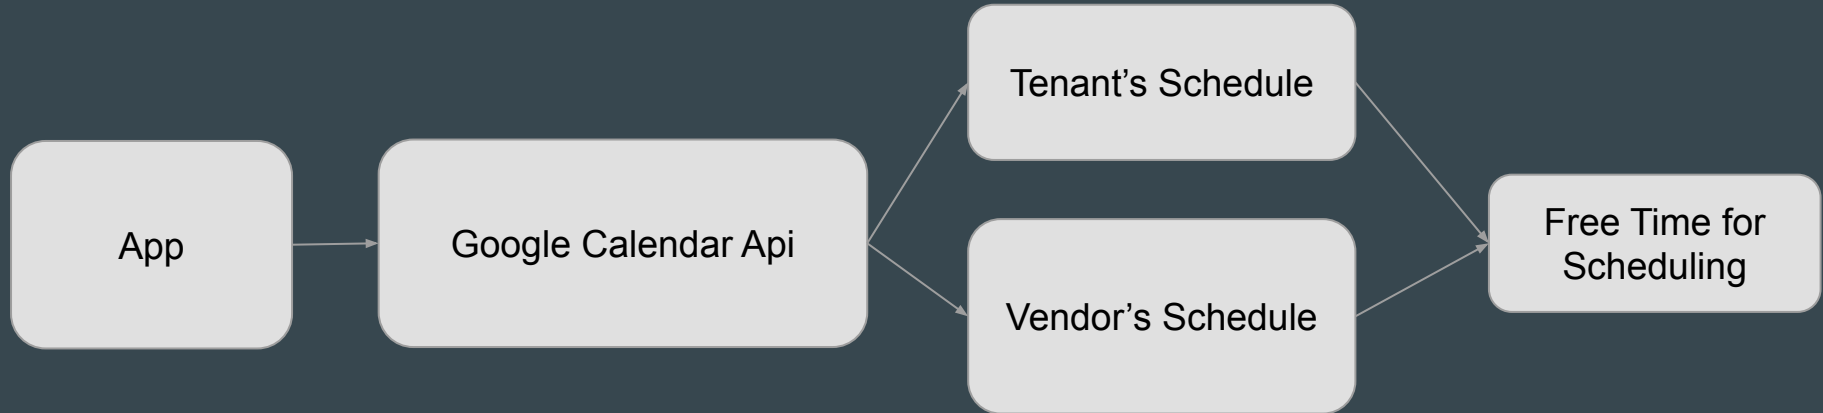 App
Google Calendar Api
Tenant’s Schedule
Vendor’s Schedule
Free Time for
Scheduling